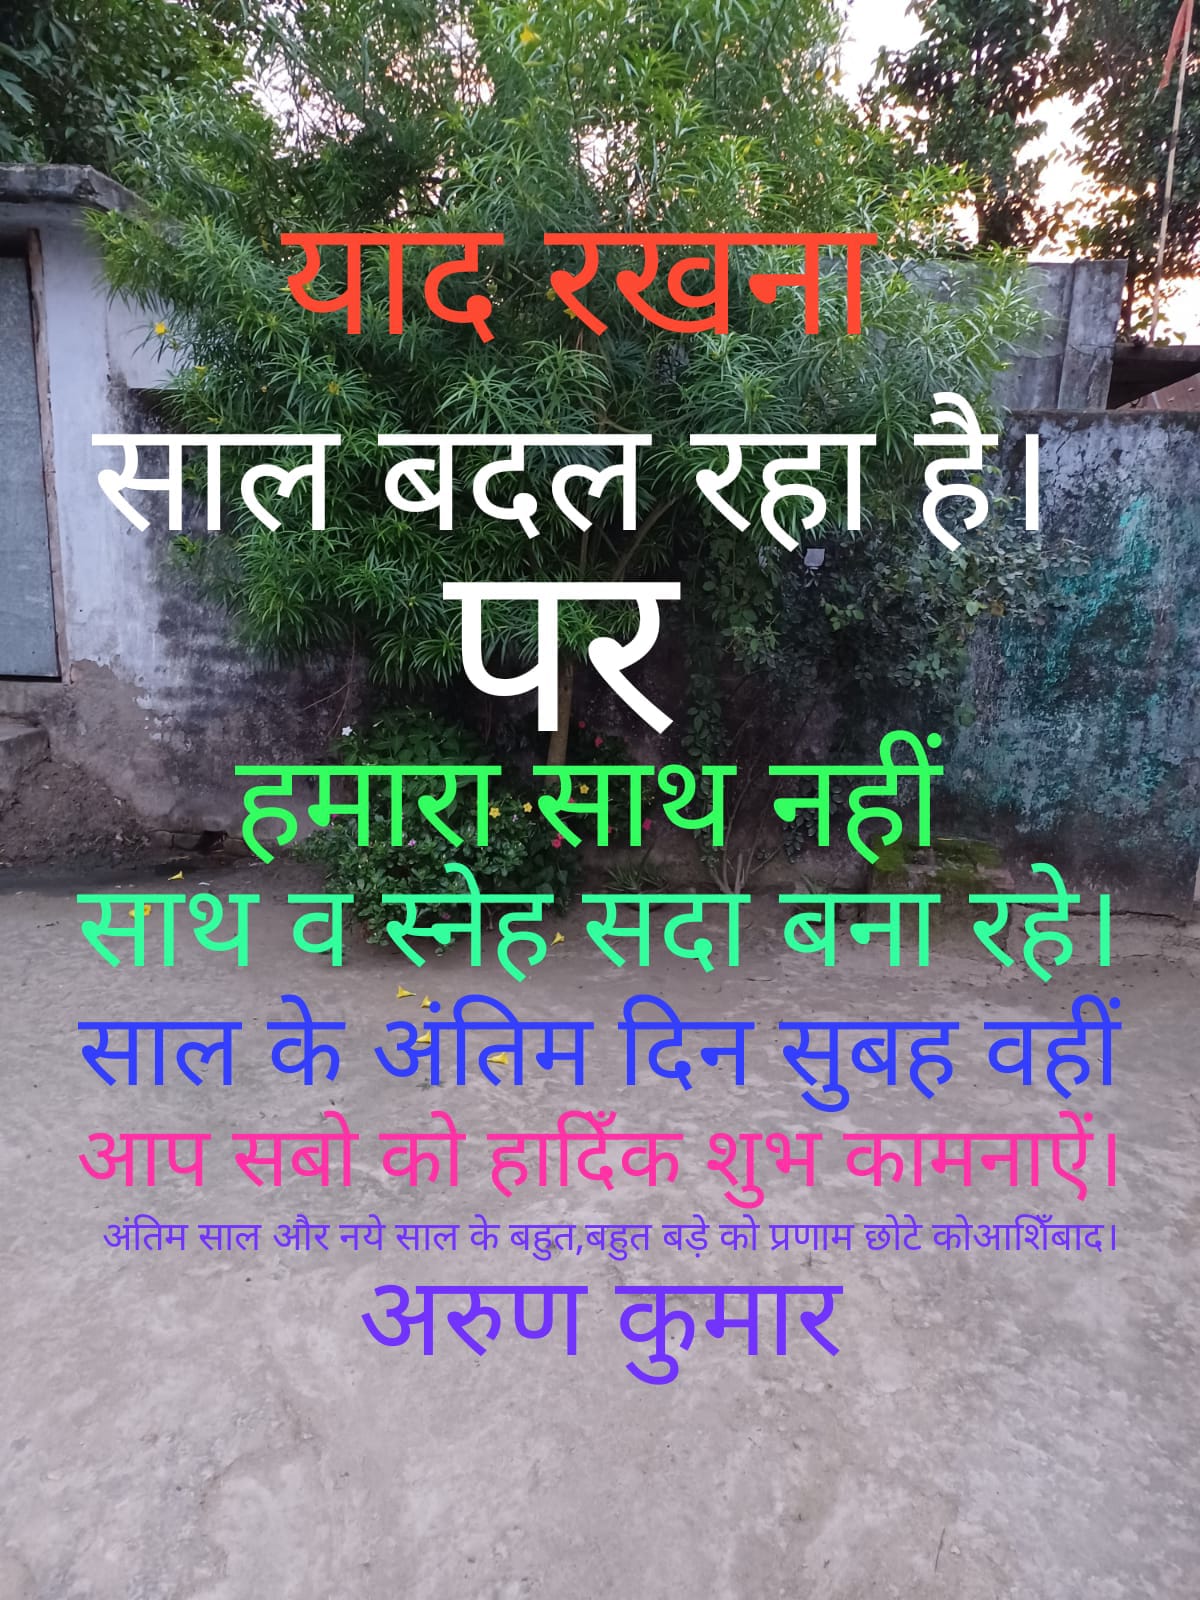 याद रखना
साल बदल रहा है।
पर
हमारा साथ नहीं
साथ व स्नेह सदा बना रहे।
साल के अंतिम दिन सुबह वहीं
आप सबो को हादिँक शुभ कामनाऐं।
अंतिम साल और नये साल के बहुत,बहुत बड़े को प्रणाम छोटे कोआशिँबाद।
अरुण कुमार